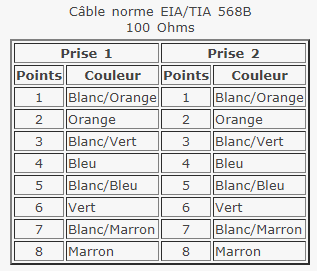 Câble norme EIA/TIA 568B
100 Ohms
Prise 1 Prise 2
Points Couleur Points Couleur
1 Blanc/Orange 1 Blanc/Orange
2 Orange 2 Orange
3 Blanc/Vert 3 Blanc/Vert
4 Bleu 4 Bleu
5 Blanc/Bleu 5 Blanc/Bleu
6 Vert 6 Vert
7 Blanc/Marron 7 Blanc/Marron
8 Marron 8 Marron